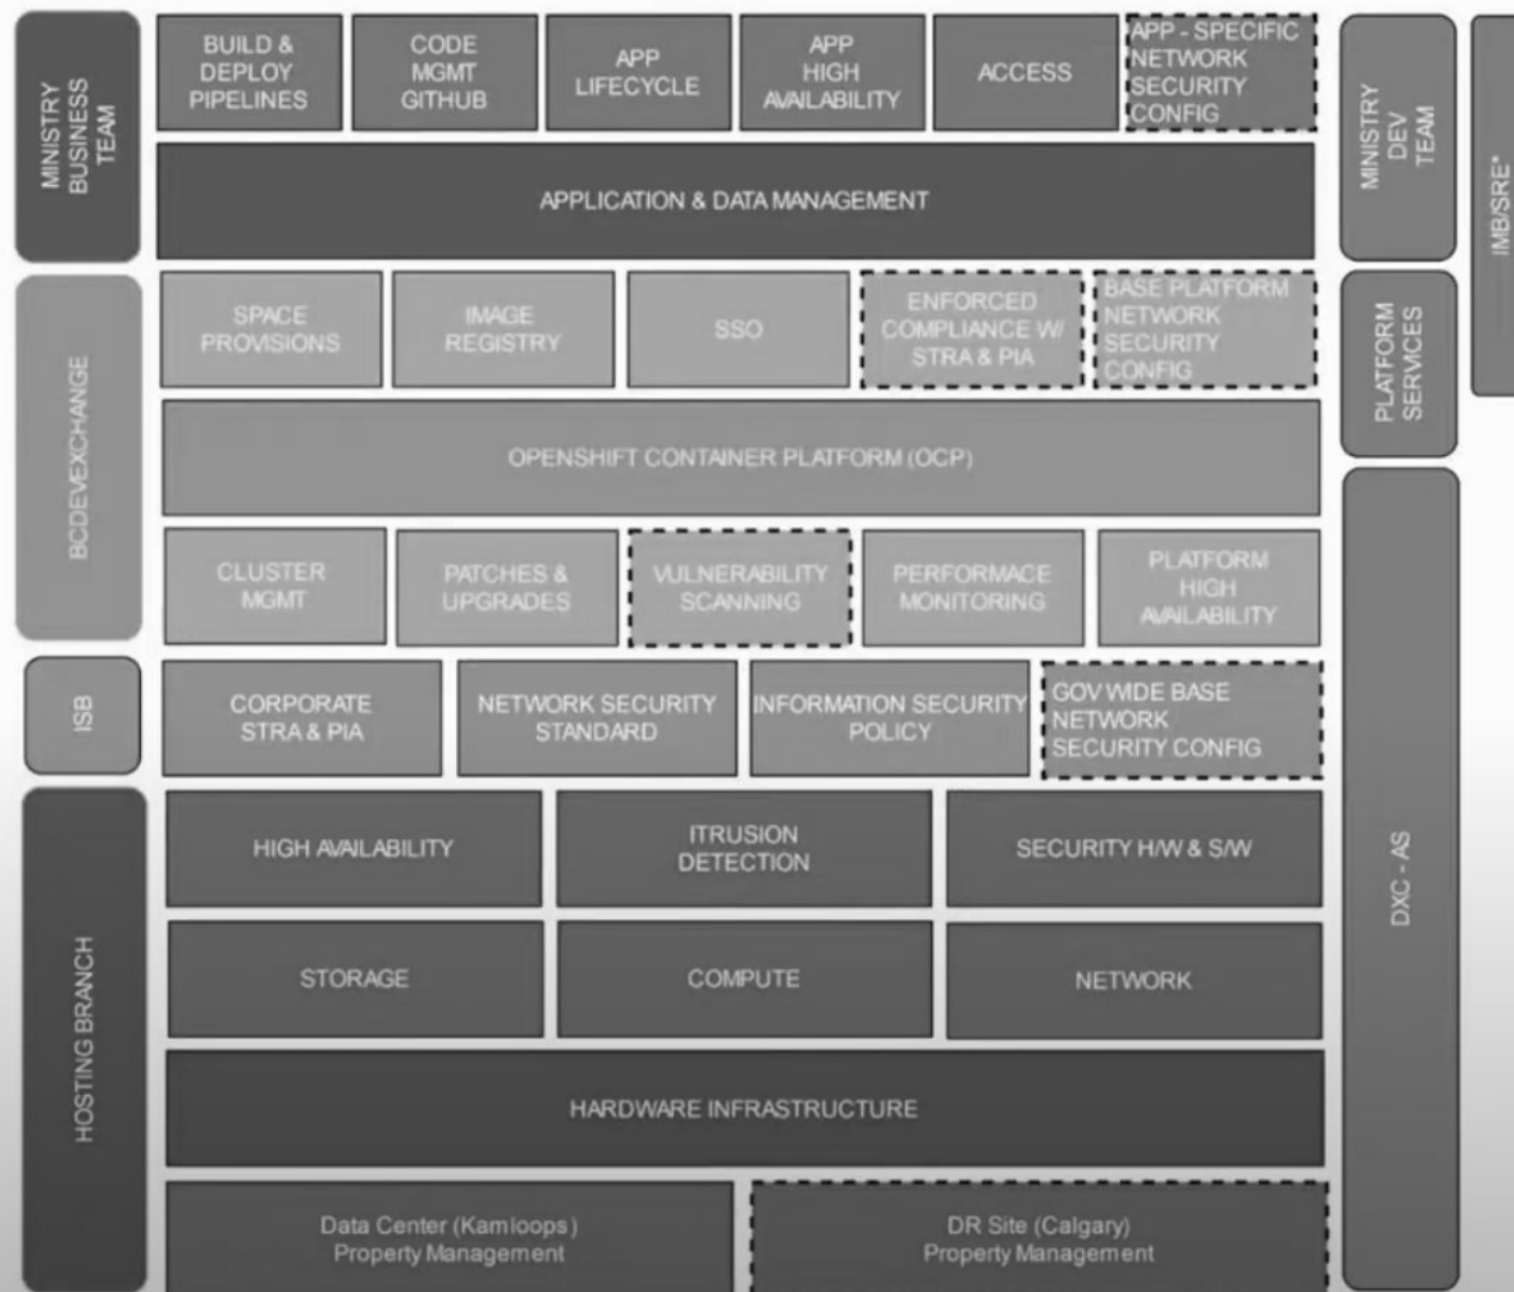 MINISTRY
BUSINESS
TEAM
BUILD &
DEPLOY
PIPELINES
CODE
MGMT
GITHUB
APP
LIFECYCLE
APP
HIGH
AVAILABILITY
ACCESS
APP - SPECIFIC
NETWORK
SECURITY
CONFIG
MINISTRY
DEV
TEAM
IMB/SRE*
APPLICATION & DATA MANAGEMENT
BCDEVEXCHANGE
SPACE
PROVISIONS
IMAGE
REGISTRY
SSO
ENFORCED
COMPLIANCE W/
STRA & PIA
BASE PLATFORM
NETWORK
SECURITY
CONFIG
PLATFORM
SERVICES
OPENSHIFT CONTAINER PLATFORM (OCP)
CLUSTER
MGMT
PATCHES &
UPGRADES
VULNERABILITY
SCANNING
PERFORMACE
MONITORING
PLATFORM
HIGH
AVAILABILITY
ISB
CORPORATE
STRA & PIA
NETWORK SECURITY
STANDARD
INFORMATION SECURITY
POLICY
GOV WIDE BASE
NETWORK
SECURITY CONFIG
DXC - AS
HOSTING BRANCH
HIGH AVAILABILITY
ITRUSION
DETECTION
SECURITY H/W & S/W
STORAGE
COMPUTE
NETWORK
HARDWARE INFRASTRUCTURE
Data Center (Kamloops)
Property Management
DR Site (Calgary)
Property Management